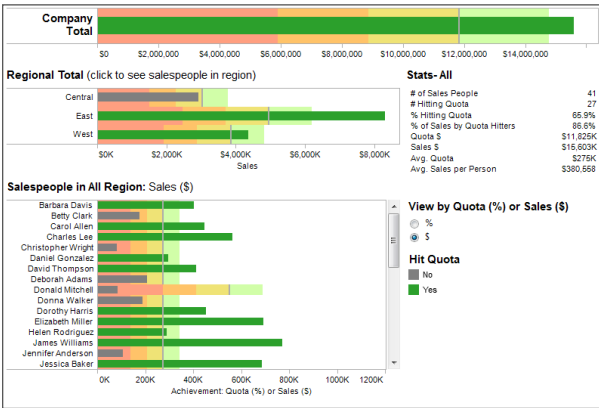 Company Total
$0 $2,000,000 $4,000,000 $6,000,000 $8,000,000 $10,000,000 $12,000,000 $14,000,000
Regional Total (click to see salespeople in region)
Central
East
West
$0K $2,000K $4,000K $6,000K $8,000K
Sales
Stats- All
# of Sales People 41
# Hitting Quota 27
% Hitting Quota 65.9%
% of Sales by Quota Hitters 86.6%
Quota $ $11,825K
Sales $ $15,603K
Avg. Quota $275K
Avg. Sales per Person $380,568
Salespeople in All Region: Sales ($)
Barbara Davis
Betty Clark
Carol Allen
Charles Lee
Christopher Wright
Daniel Gonzalez
David Thompson
Deborah Adams
Donald Mitchell
Donna Walker
Dorothy Harris
Elizabeth Miller
Helen Rodriguez
James Williams
Jennifer Anderson
Jessica Baker
0K 200K 400K 600K 800K 1000K 1200K
Achievement: Quota (%) or Sales ($)
View by Quota (%) or Sales ($)
%
$
Hit Quota
No
Yes